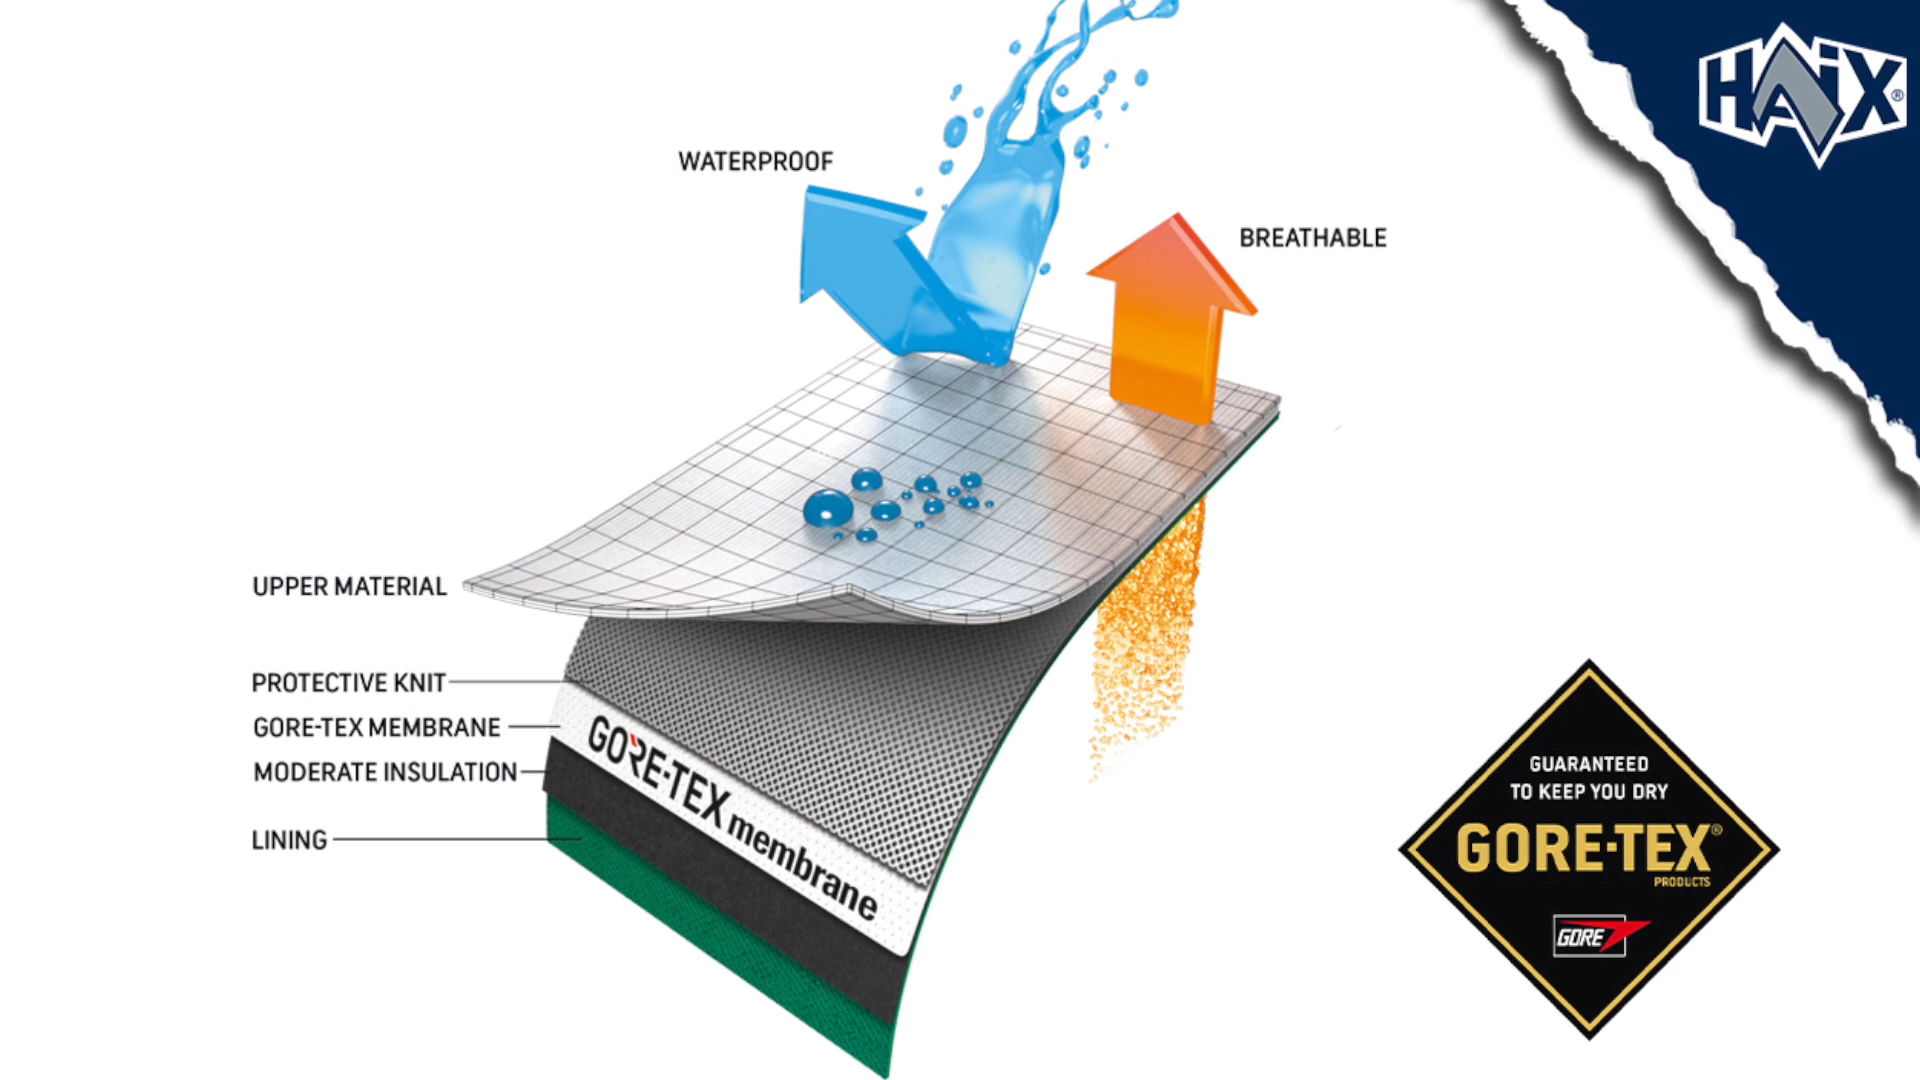 HAIX®
WATERPROOF
BREATHABLE
UPPER MATERIAL
PROTECTIVE KNIT
GORE-TEX MEMBRANE
MODERATE INSULATION
LINING
GORE-TEX membrane
GUARANTEED
TO KEEP YOU DRY
GORE-TEX®
PRODUCTS
GORE